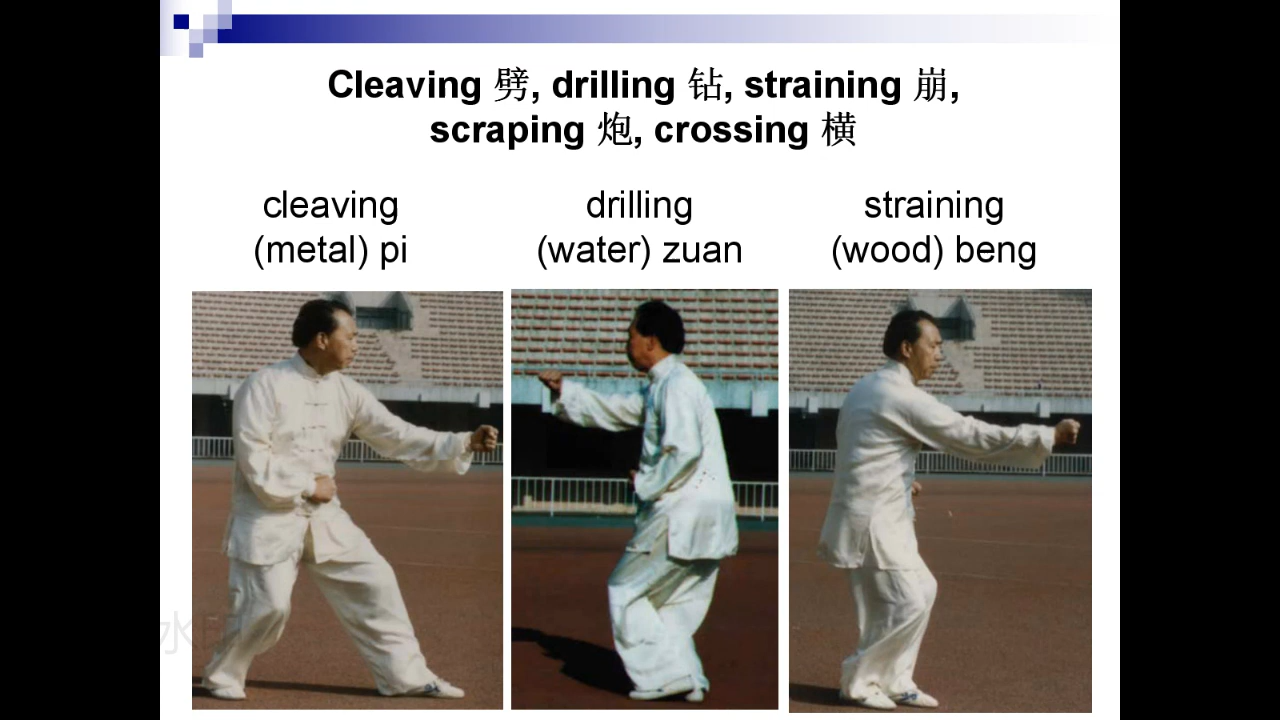 Cleaving 劈, drilling 钻, straining 崩,
scraping 炮, crossing 横
cleaving
(metal) pi
drilling
(water) zuan
straining
(wood) beng